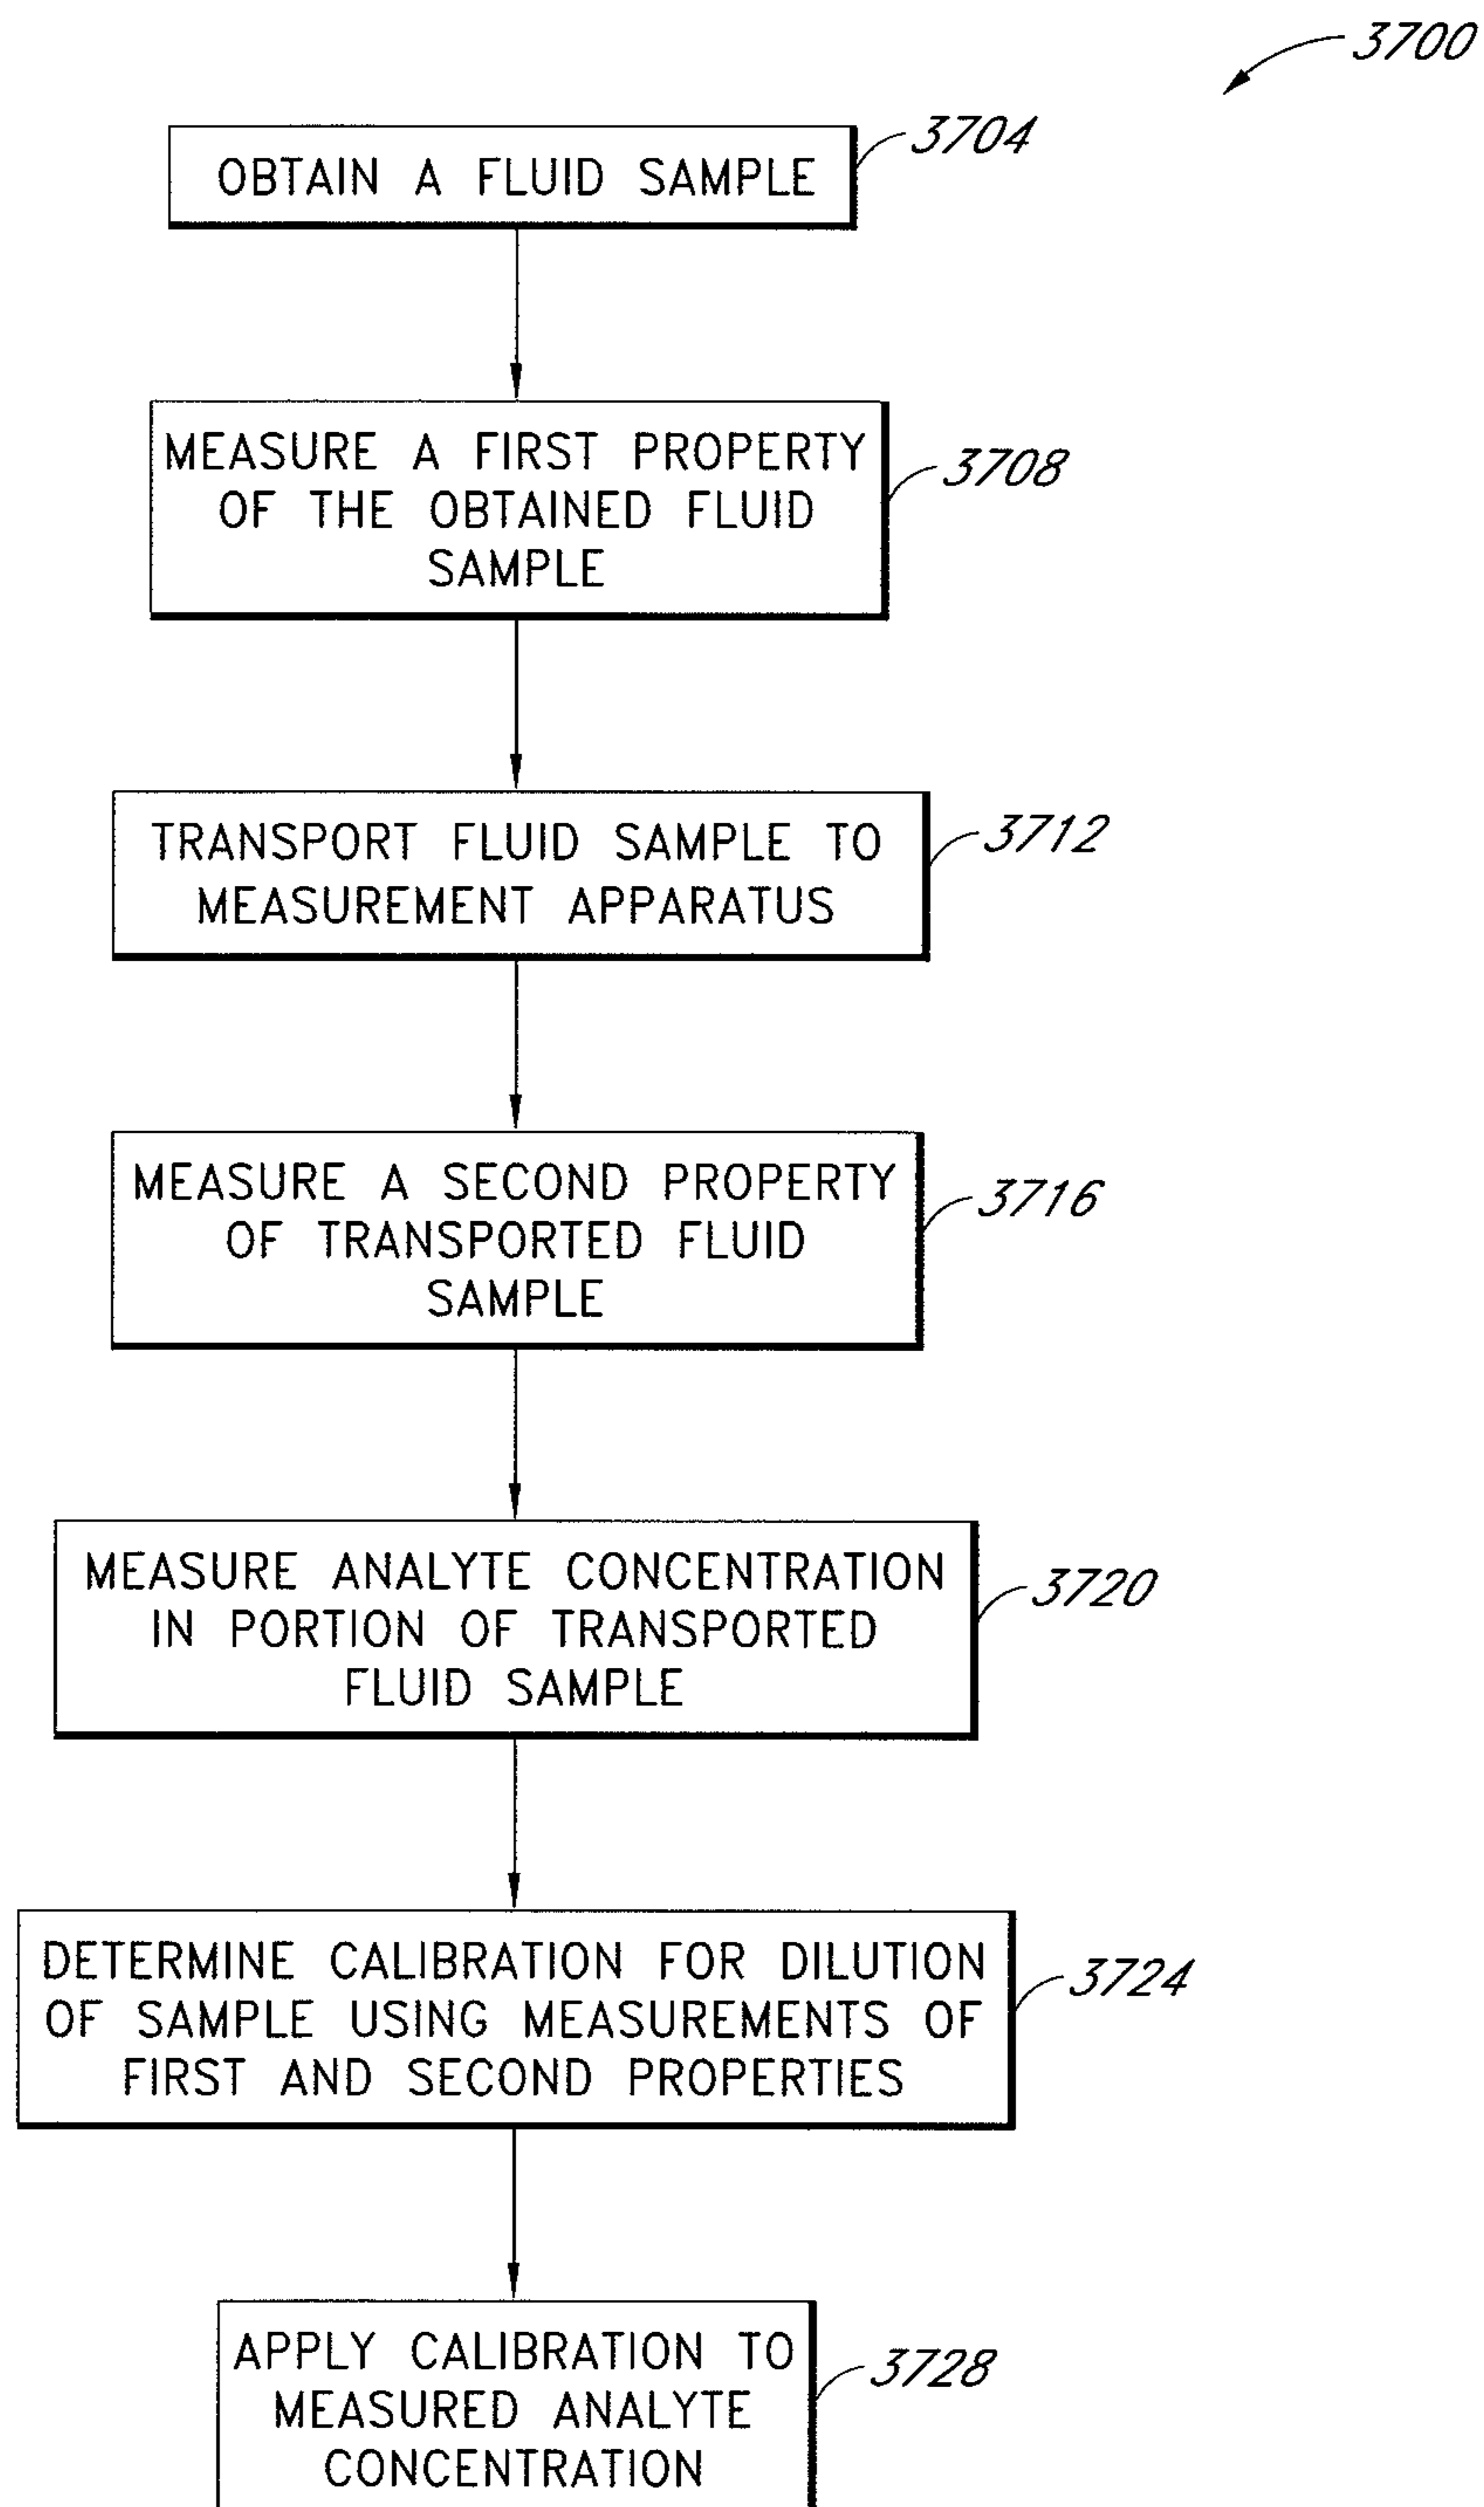 3700
OBTAIN A FLUID SAMPLE
3704
MEASURE A FIRST PROPERTY
OF THE OBTAINED FLUID
SAMPLE
3708
TRANSPORT FLUID SAMPLE TO
MEASUREMENT APPARATUS
3712
MEASURE A SECOND PROPERTY
OF TRANSPORTED FLUID
SAMPLE
3716
MEASURE ANALYTE CONCENTRATION
IN PORTION OF TRANSPORTED
FLUID SAMPLE
3720
DETERMINE CALIBRATION FOR DILUTION
OF SAMPLE USING MEASUREMENTS OF
FIRST AND SECOND PROPERTIES
3724
APPLY CALIBRATION TO
MEASURED ANALYTE
CONCENTRATION
3728